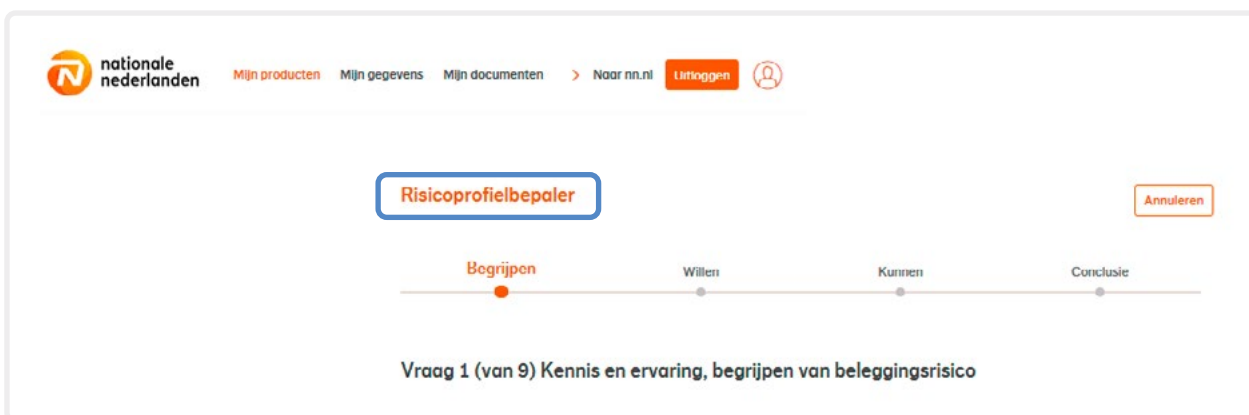 nationale
nederlanden
Mijn producten Mijn gegevens Mijn documenten > Naar nn.nl Uitloggen
Risicoprofielbepaler
Annuleren
Begrijpen Willen Kunnen Conclusie
Vraag 1 (van 9) Kennis en ervaring, begrijpen van beleggingsrisico